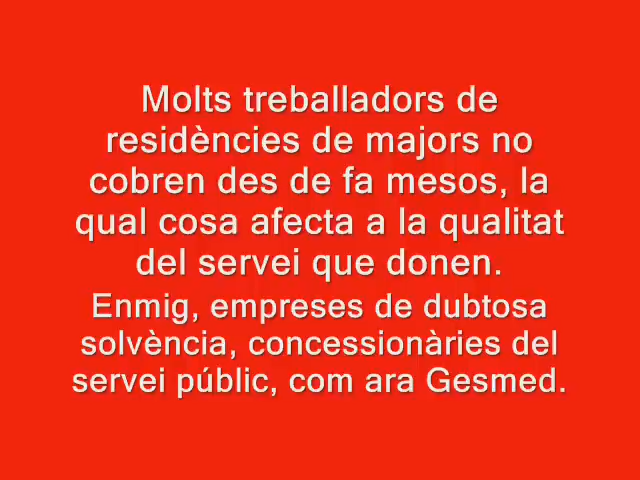 Molts treballadors de
residències de majors no
cobren des de fa mesos, la
qual cosa afecta a la qualitat
del servei que donen.
Enmig, empreses de dubtosa
solvència, concessionàries del
servei públic, com ara Gesmed.